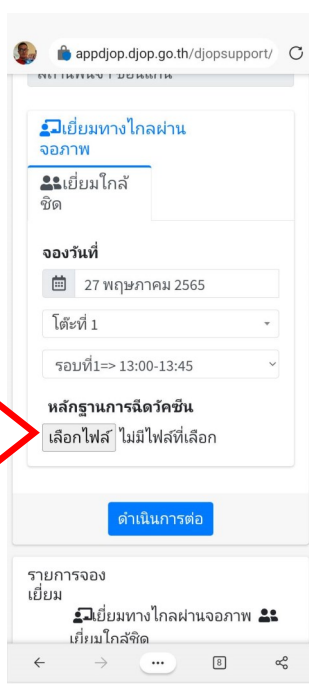 appdjop.djop.go.th/djopsupport/
เยี่ยมทางไกลผ่าน
จอภาพ
เยี่ยมใกล้
ชิด
จองวันที่
27 พฤษภาคม 2565
โต๊ะที่ 1
รอบที่1=> 13:00-13:45
หลักฐานการฉีดวัคซีน
เลือกไฟล์ ไม่มีไฟล์ที่เลือก
ดำเนินการต่อ
รายการจอง
เยี่ยม
เยี่ยมทางไกลผ่านจอภาพ
เยี่ยมใกล้ชิด
8